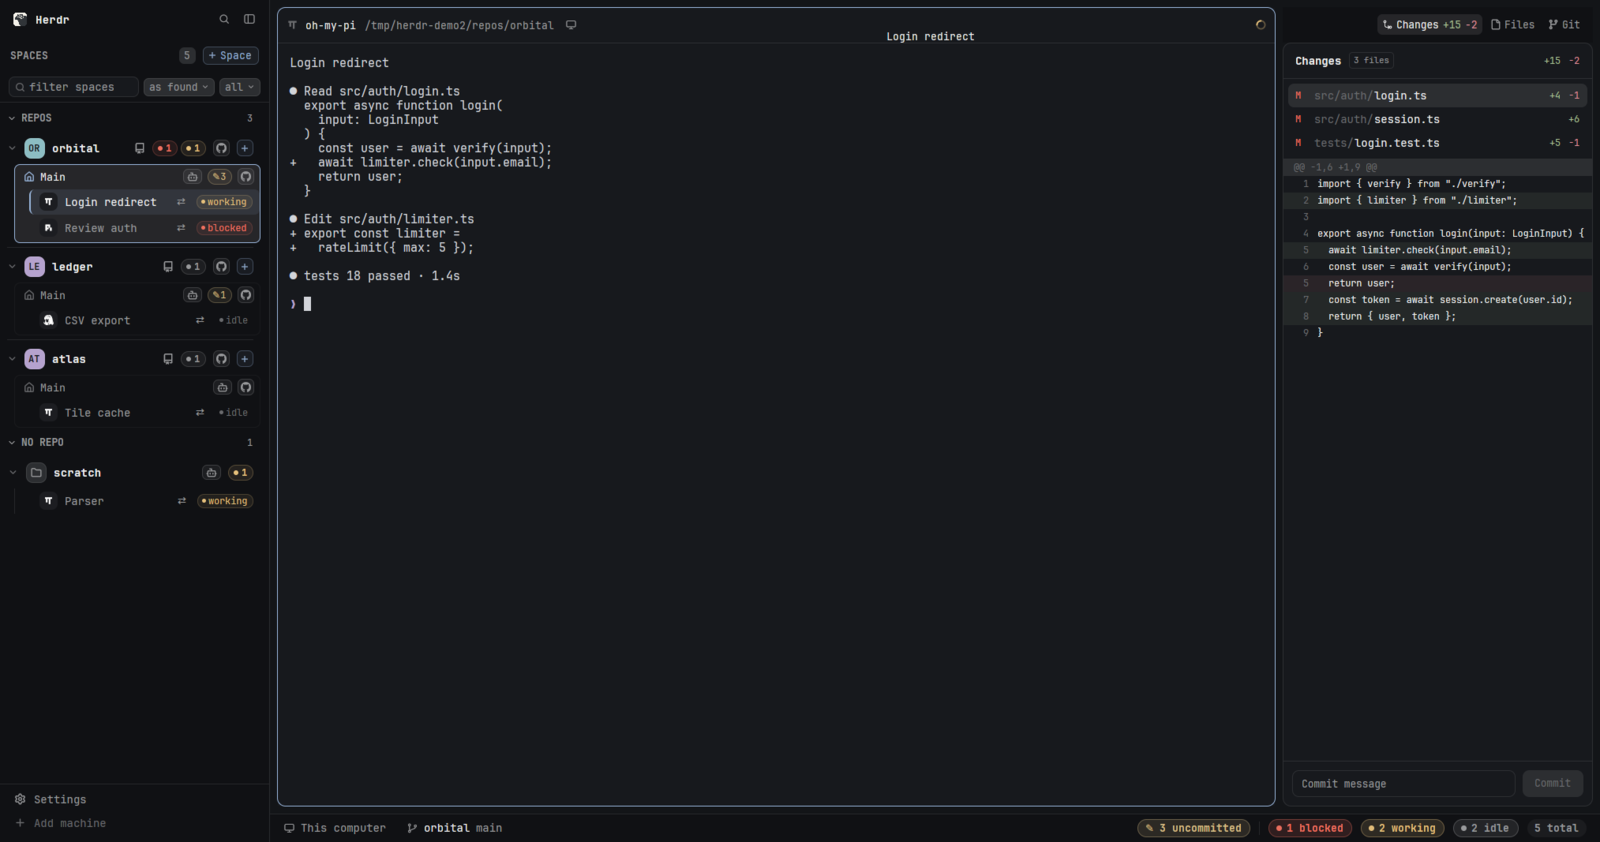 Herdr
SPACES 5 + Space
filter spaces as found all
REPOS 3
OR orbital 1 1 +
Main 3
Login redirect working
Review auth blocked
LE ledger 1 +
Main 1
CSV export idle
AT atlas 1 +
Main
Tile cache idle
NO REPO 1
scratch 1
Parser working
Settings
+ Add machine
oh-my-pi /tmp/herdr-demo2/repos/orbital
Login redirect
Login redirect
● Read src/auth/login.ts
export async function login(
input: LoginInput
) {
const user = await verify(input);
+ await limiter.check(input.email);
return user;
}
● Edit src/auth/limiter.ts
+ export const limiter =
+ rateLimit({ max: 5 });
● tests 18 passed · 1.4s
❯
Changes +15 -2 Files Git
Changes 3 files +15 -2
M src/auth/login.ts +4 -1
M src/auth/session.ts +6
M tests/login.test.ts +5 -1
@@ -1,6 +1,9 @@
1 import { verify } from "./verify";
2 import { limiter } from "./limiter";
3
4 export async function login(input: LoginInput) {
5 await limiter.check(input.email);
6 const user = await verify(input);
5 return user;
7 const token = await session.create(user.id);
8 return { user, token };
9 }
Commit message Commit
This computer orbital main 3 uncommitted 1 blocked 2 working 2 idle 5 total